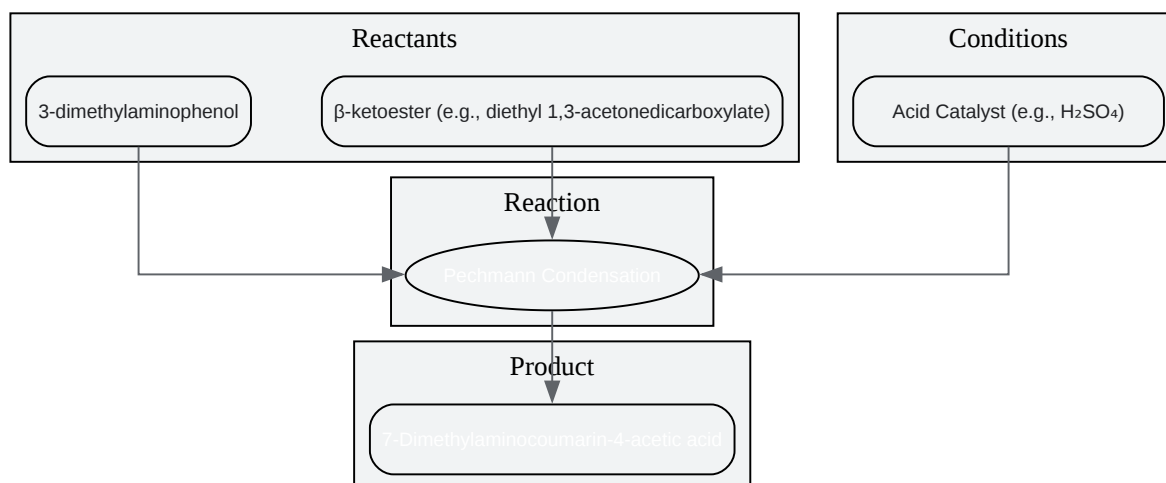 Reactants
Conditions
3-dimethylaminophenol
β-ketoester (e.g., diethyl 1,3-acetonedicarboxylate)
Acid Catalyst (e.g., H₂SO₄)
Reaction
Pechmann Condensation
Product
7-Dimethylaminocoumarin-4-acetic acid